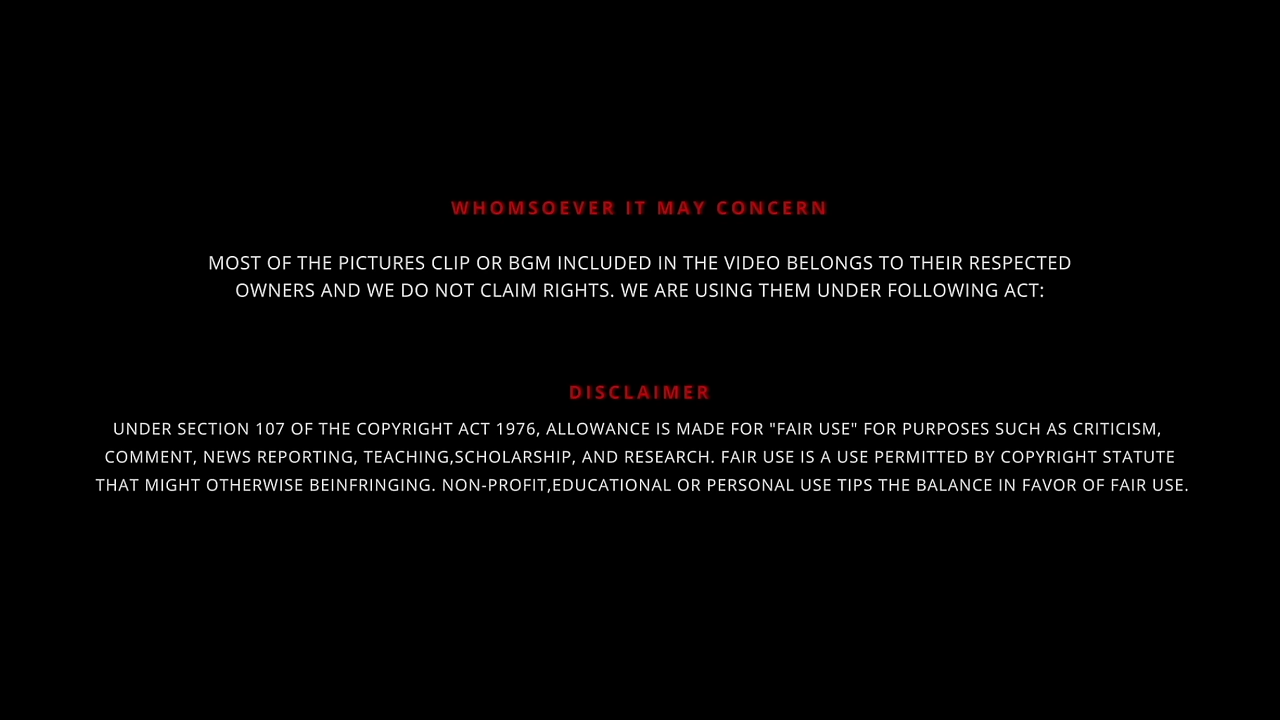 WHOMSOEVER IT MAY CONCERN
MOST OF THE PICTURES CLIP OR BGM INCLUDED IN THE VIDEO BELONGS TO THEIR RESPECTED
OWNERS AND WE DO NOT CLAIM RIGHTS. WE ARE USING THEM UNDER FOLLOWING ACT:
DISCLAIMER
UNDER SECTION 107 OF THE COPYRIGHT ACT 1976, ALLOWANCE IS MADE FOR "FAIR USE" FOR PURPOSES SUCH AS CRITICISM,
COMMENT, NEWS REPORTING, TEACHING,SCHOLARSHIP, AND RESEARCH. FAIR USE IS A USE PERMITTED BY COPYRIGHT STATUTE
THAT MIGHT OTHERWISE BEINFRINGING. NON-PROFIT,EDUCATIONAL OR PERSONAL USE TIPS THE BALANCE IN FAVOR OF FAIR USE.